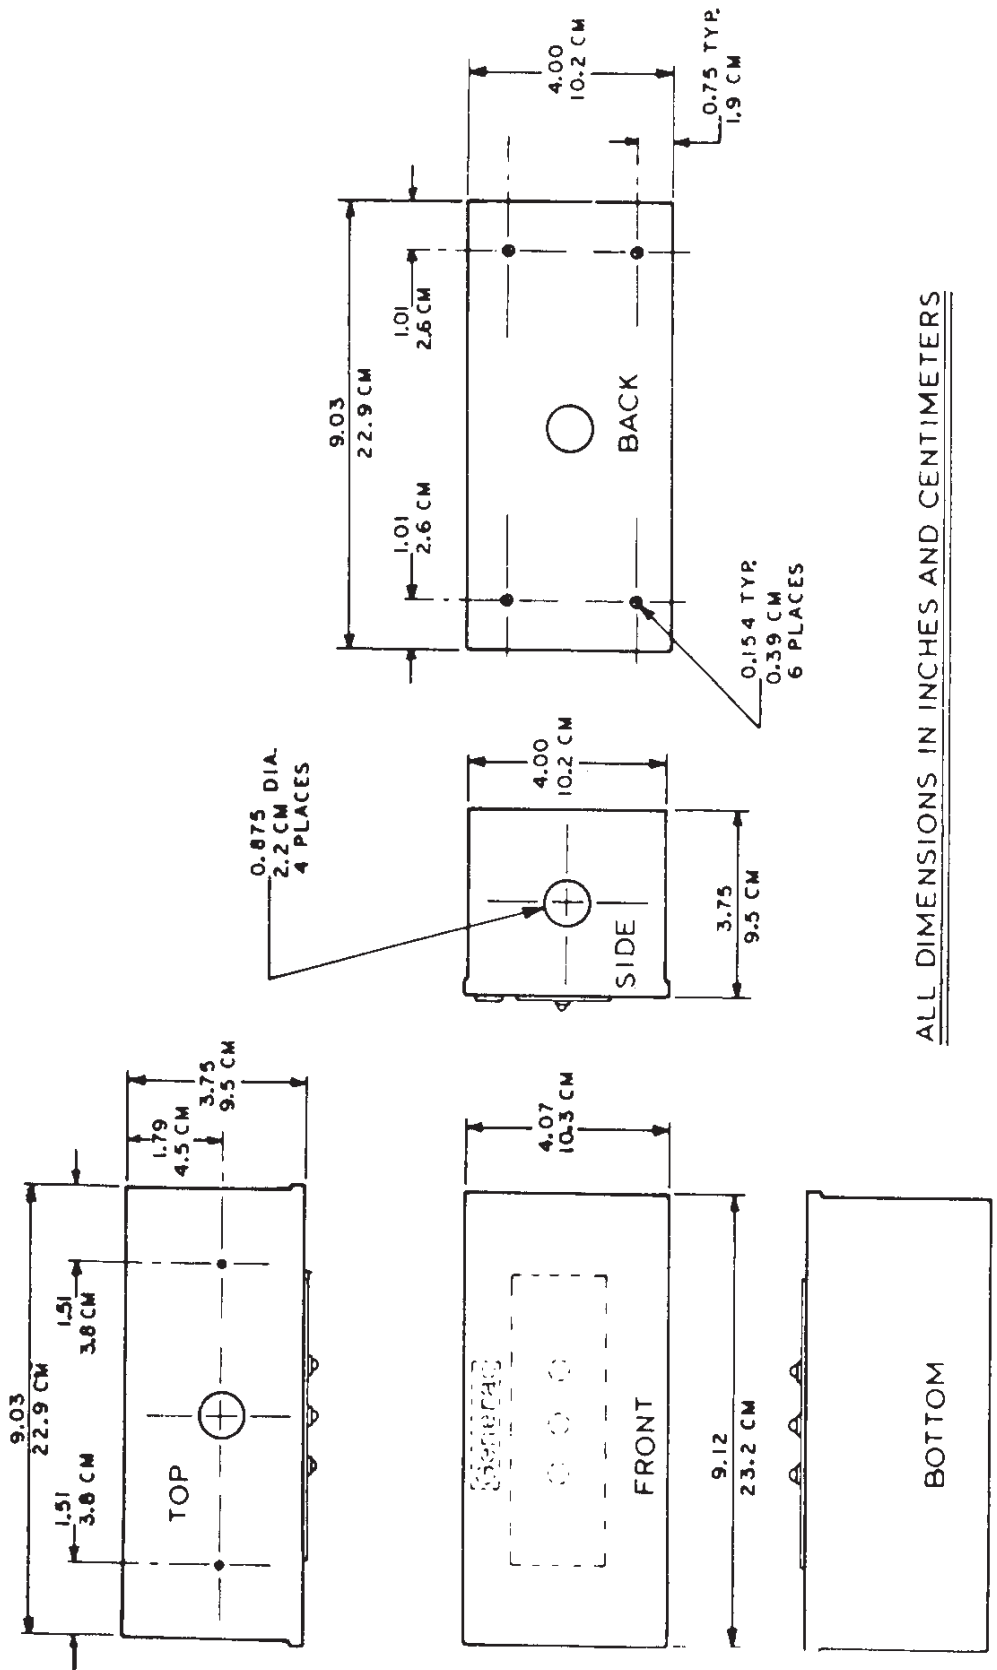 9.03
22.9 CM
1.51
3.8 CM
1.51
3.8 CM
1.79
4.5 CM
3.75
9.5 CM
TOP
0.875
2.2 CM DIA.
4 PLACES
9.03
22.9 CM
1.01
2.6 CM
1.01
2.6 CM
Generac
FRONT
4.07
10.3 CM
9.12
23.2 CM
SIDE
4.00
10.2 CM
3.75
9.5 CM
BACK
4.00
10.2 CM
0.75 TYP.
1.9 CM
0.154 TYP.
0.39 CM
6 PLACES
BOTTOM
ALL DIMENSIONS IN INCHES AND CENTIMETERS